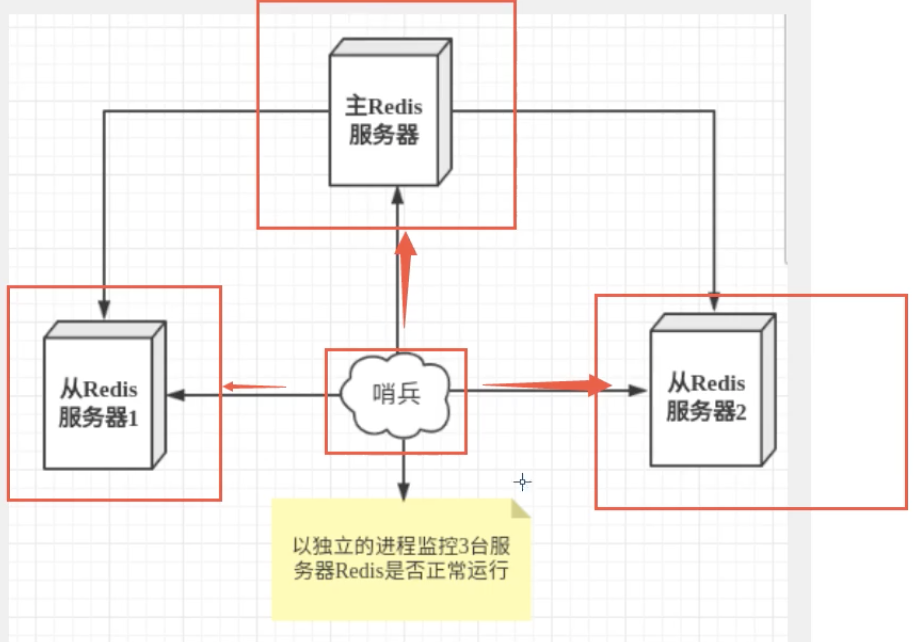 主Redis
服务器
从Redis
服务器1
哨兵
从Redis
服务器2
以独立的进程监控3台服
务器Redis是否正常运行